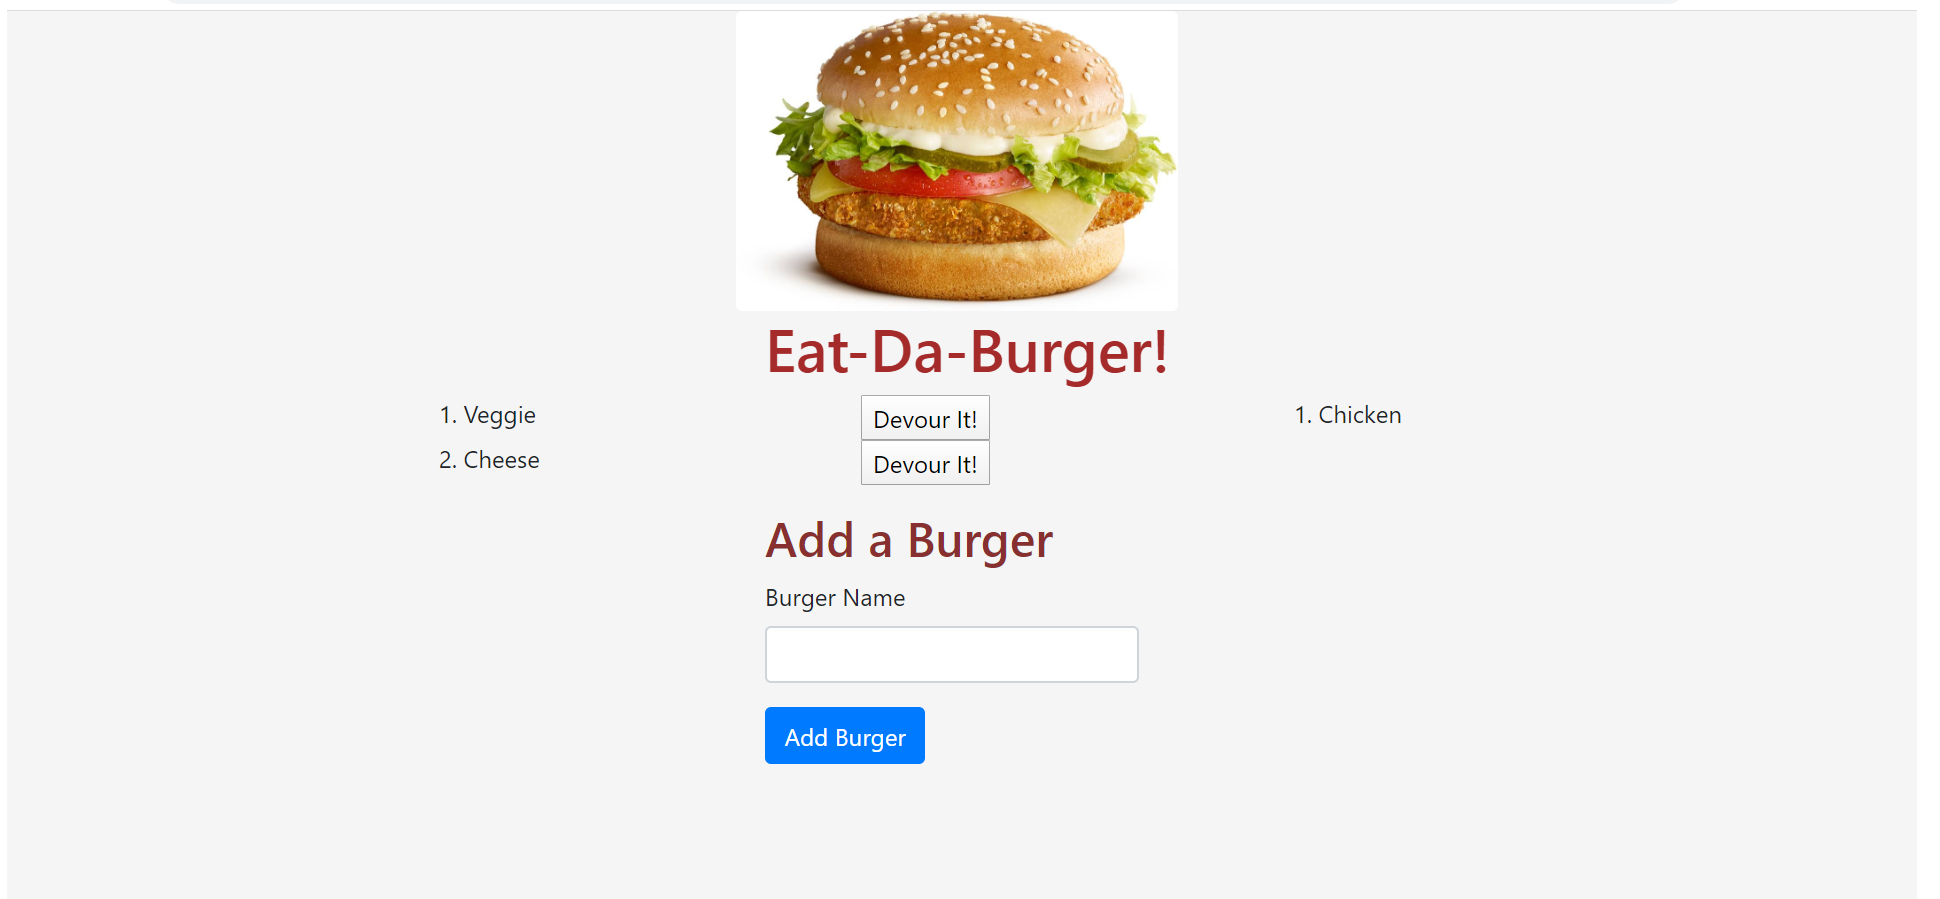 Eat-Da-Burger!
1. Veggie Devour It! 1. Chicken
2. Cheese Devour It!
Add a Burger
Burger Name
Add Burger